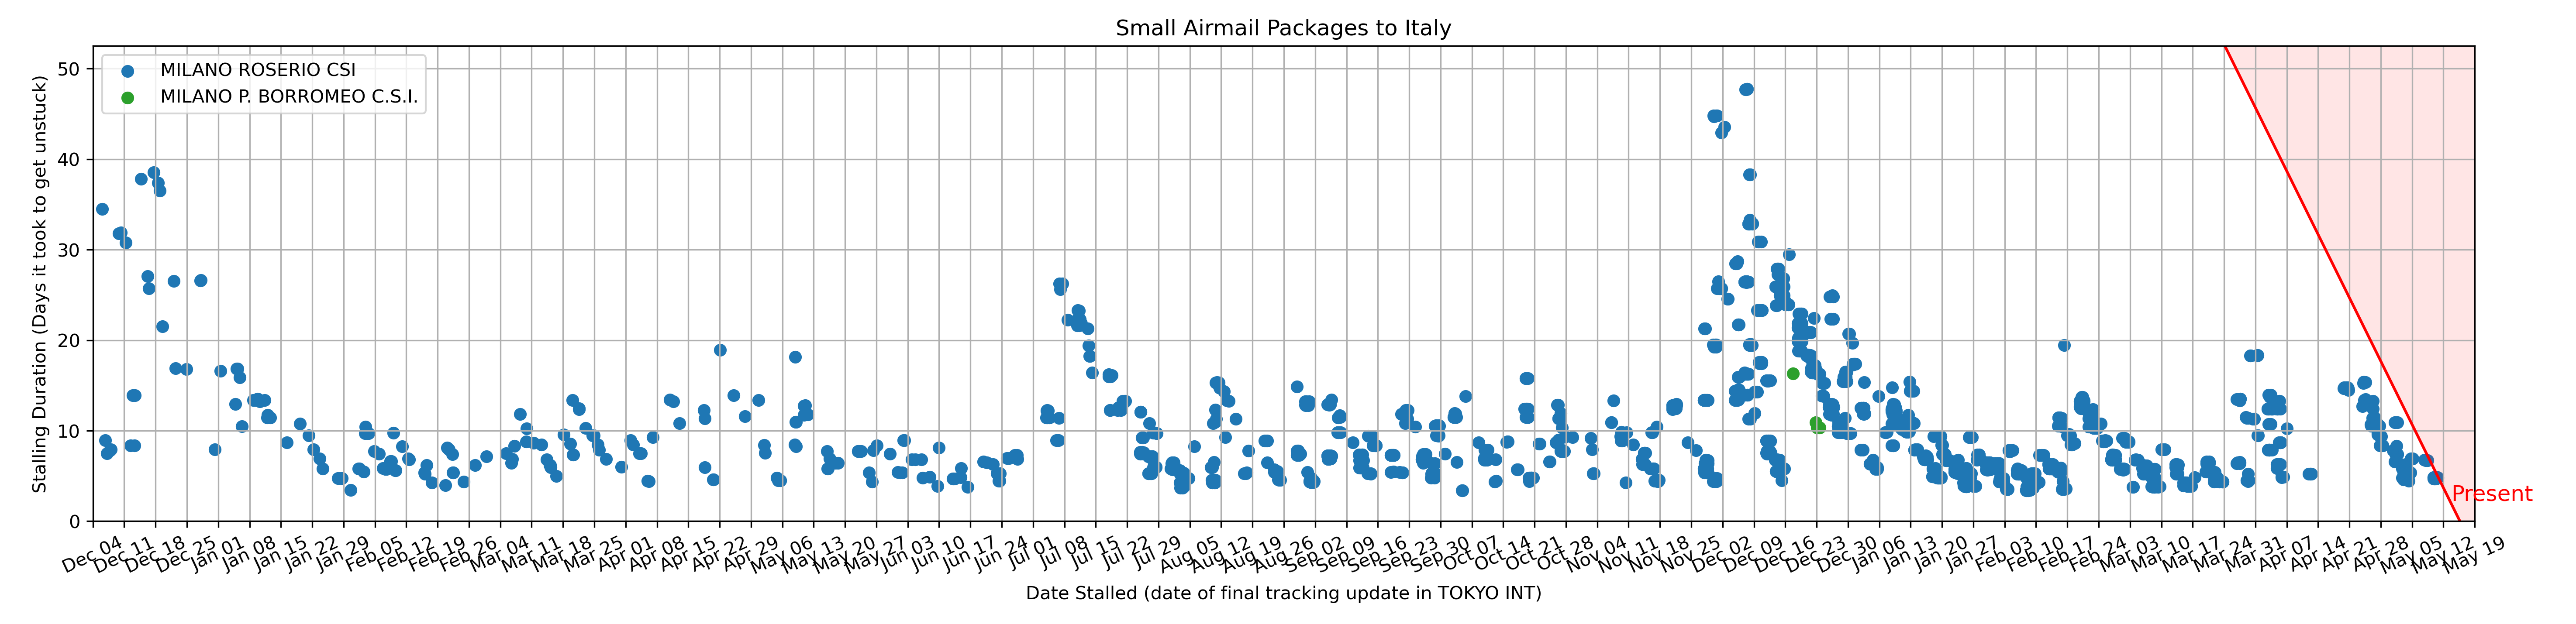 Small Airmail Packages to Italy
MILANO ROSERIO CSI
MILANO P. BORROMEO C.S.I.
Stalling Duration (Days it took to get unstuck)
50
40
30
20
10
0
Present
Dec 04 Dec 11 Dec 18 Dec 25 Jan 01 Jan 08 Jan 15 Jan 22 Jan 29 Feb 05 Feb 12 Feb 19 Feb 26 Mar 04 Mar 11 Mar 18 Mar 25 Apr 01 Apr 08 Apr 15 Apr 22 Apr 29 May 06 May 13 May 20 May 27 Jun 03 Jun 10 Jun 17 Jun 24 Jul 01 Jul 08 Jul 15 Jul 22 Jul 29 Aug 05 Aug 12 Aug 19 Aug 26 Sep 02 Sep 09 Sep 16 Sep 23 Sep 30 Oct 07 Oct 14 Oct 21 Oct 28 Nov 04 Nov 11 Nov 18 Nov 25 Dec 02 Dec 09 Dec 16 Dec 23 Dec 30 Jan 06 Jan 13 Jan 20 Jan 27 Feb 03 Feb 10 Feb 17 Feb 24 Mar 03 Mar 10 Mar 17 Mar 24 Mar 31 Apr 07 Apr 14 Apr 21 Apr 28 May 05 May 12 May 19
Date Stalled (date of final tracking update in TOKYO INT)